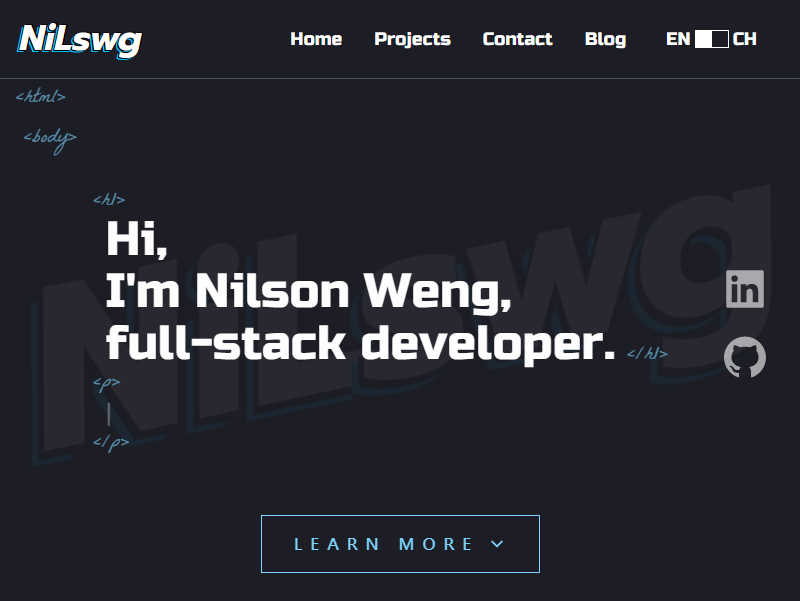 NiLswg
Home Projects Contact Blog EN CH
<html>
<body>
<h1>
Hi,
I'm Nilson Weng,
full-stack developer. </h1>
<p>
|
</p>
NiLswg
in
LEARN MORE